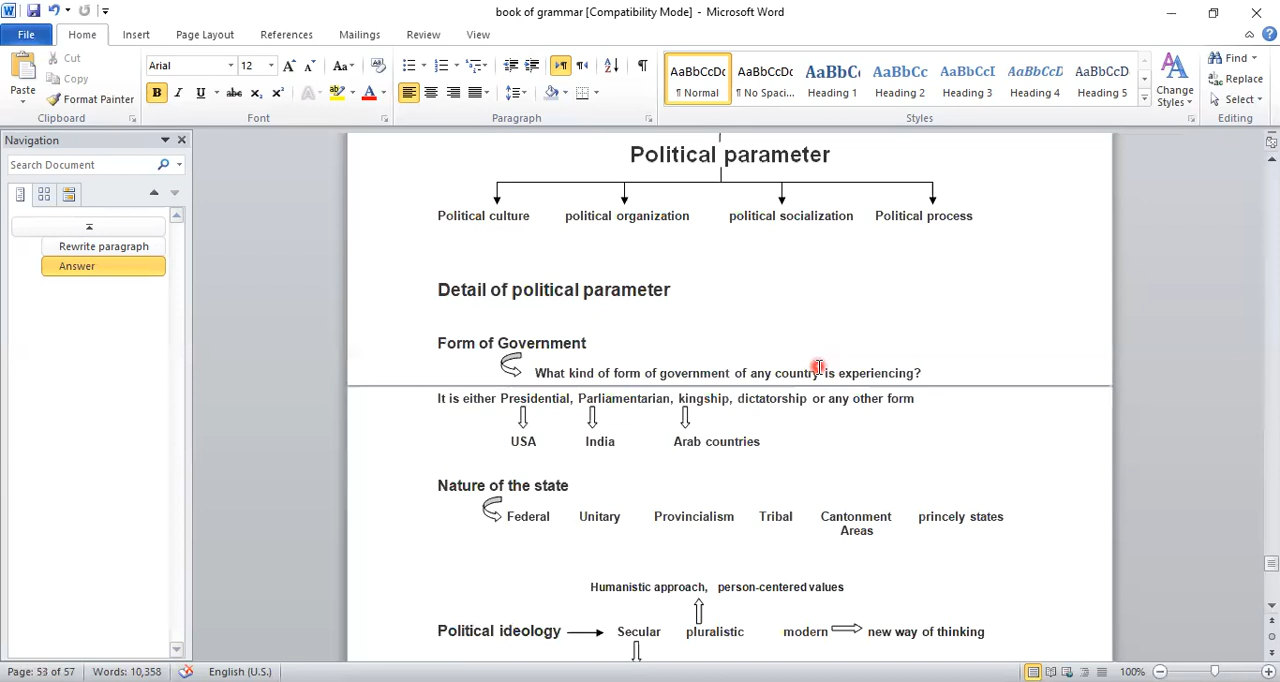 book of grammar [Compatibility Mode] - Microsoft Word
File Home Insert Page Layout References Mailings Review View
Paste
Cut
Copy
Format Painter
Clipboard
Arial 12
Font
Paragraph
AaBbCcDc AaBbCcDc AaBbC‹ AaBbCc AaBbCcI AaBbCcD AaBbCcD
¶ Normal ¶ No Spaci... Heading 1 Heading 2 Heading 3 Heading 4 Heading 5
Change
Styles
Styles
Find
Replace
Select
Editing
Navigation
Search Document
Rewrite paragraph
Answer
Political parameter
Political culture political organization political socialization Political process
Detail of political parameter
Form of Government
What kind of form of government of any country is experiencing?
It is either Presidential, Parliamentarian, kingship, dictatorship or any other form
USA India Arab countries
Nature of the state
Federal Unitary Provincialism Tribal Cantonment princely states
Areas
Humanistic approach, person-centered values
Political ideology Secular pluralistic modern new way of thinking
Page: 53 of 57 Words: 10,358 English (U.S.) 100%